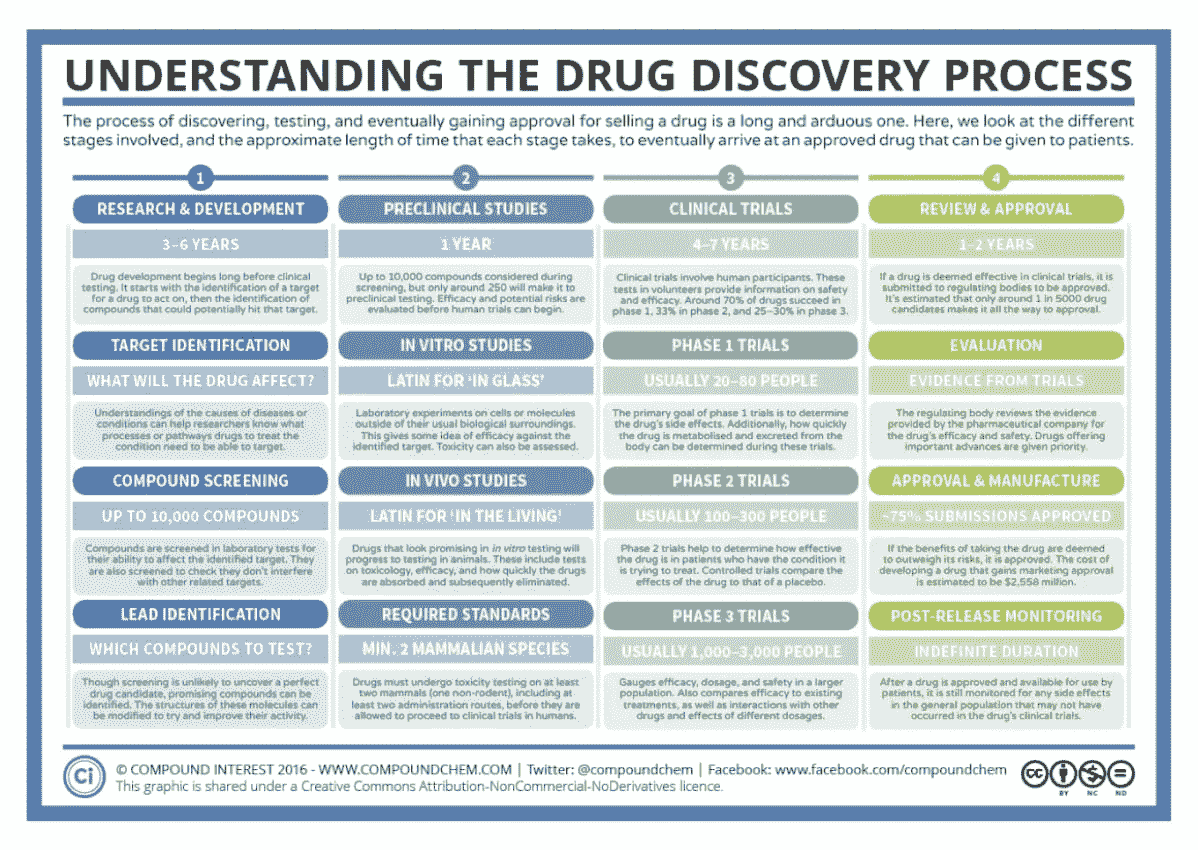 UNDERSTANDING THE DRUG DISCOVERY PROCESS
The process of discovering, testing, and eventually gaining approval for selling a drug is a long and arduous one. Here, we look at the different
stages involved, and the approximate length of time that each stage takes, to eventually arrive at an approved drug that can be given to patients.
1
RESEARCH & DEVELOPMENT
3–6 YEARS
Drug development begins long before clinical
testing. It starts with the identification of a target
for a drug to act on, then the identification of
compounds that could potentially hit that target.
TARGET IDENTIFICATION
WHAT WILL THE DRUG AFFECT?
Understandings of the causes of diseases or
conditions can help researchers know what
processes or pathways drugs to treat the
condition need to be able to target.
COMPOUND SCREENING
UP TO 10,000 COMPOUNDS
Compounds are screened in laboratory tests for
their ability to affect the identified target. They
are also screened to check they don't interfere
with other related targets.
LEAD IDENTIFICATION
WHICH COMPOUNDS TO TEST?
Though screening is unlikely to uncover a perfect
drug candidate, promising compounds can be
identified. The structures of these molecules can
be modified to try and improve their activity.
2
PRECLINICAL STUDIES
1 YEAR
Up to 10,000 compounds considered during
screening, but only around 250 will make it to
preclinical testing. Efficacy and potential risks are
evaluated before human trials can begin.
IN VITRO STUDIES
LATIN FOR 'IN GLASS'
Laboratory experiments on cells or molecules
outside of their usual biological surroundings.
This gives some idea of efficacy against the
identified target. Toxicity can also be assessed.
IN VIVO STUDIES
LATIN FOR 'IN THE LIVING'
Drugs that look promising in in vitro testing will
progress to testing in animals. These include tests
on toxicology, efficacy, and how quickly the drugs
are absorbed and subsequently eliminated.
REQUIRED STANDARDS
MIN. 2 MAMMALIAN SPECIES
Drugs must undergo toxicity testing on at least
two mammals (one non-rodent), including at
least two administration routes, before they are
allowed to proceed to clinical trials in humans.
3
CLINICAL TRIALS
4–7 YEARS
Clinical trials involve human participants. These
tests in volunteers provide information on safety
and efficacy. Around 70% of drugs succeed in
phase 1, 33% in phase 2, and 25–30% in phase 3.
PHASE 1 TRIALS
USUALLY 20–80 PEOPLE
The primary goal of phase 1 trials is to determine
the drug's side effects. Additionally, how quickly
the drug is metabolised and excreted from the
body can be determined during these trials.
PHASE 2 TRIALS
USUALLY 100–300 PEOPLE
Phase 2 trials help to determine how effective
the drug is in patients who have the condition it
is trying to treat. Controlled trials compare the
effects of the drug to that of a placebo.
PHASE 3 TRIALS
USUALLY 1,000–3,000 PEOPLE
Gauges efficacy, dosage, and safety in a larger
population. Also compares efficacy to existing
treatments, as well as interactions with other
drugs and effects of different dosages.
4
REVIEW & APPROVAL
1–2 YEARS
If a drug is deemed effective in clinical trials, it is
submitted to regulating bodies to be approved.
It's estimated that only around 1 in 5000 drug
candidates makes it all the way to approval.
EVALUATION
EVIDENCE FROM TRIALS
The regulating body reviews the evidence
provided by the pharmaceutical company for
the drug's efficacy and safety. Drugs offering
important advances are given priority.
APPROVAL & MANUFACTURE
~75% SUBMISSIONS APPROVED
If the benefits of taking the drug are deemed
to outweigh its risks, it is approved. The cost of
developing a drug that gains marketing approval
is estimated to be $2,558 million.
POST-RELEASE MONITORING
INDEFINITE DURATION
After a drug is approved and available for use by
patients, it is still monitored for any side effects
in the general population that may not have
occurred in the drug's clinical trials.
Ci
© COMPOUND INTEREST 2016 - WWW.COMPOUNDCHEM.COM | Twitter: @compoundchem | Facebook: www.facebook.com/compoundchem
This graphic is shared under a Creative Commons Attribution-NonCommercial-NoDerivatives licence.
CC
BY NC ND